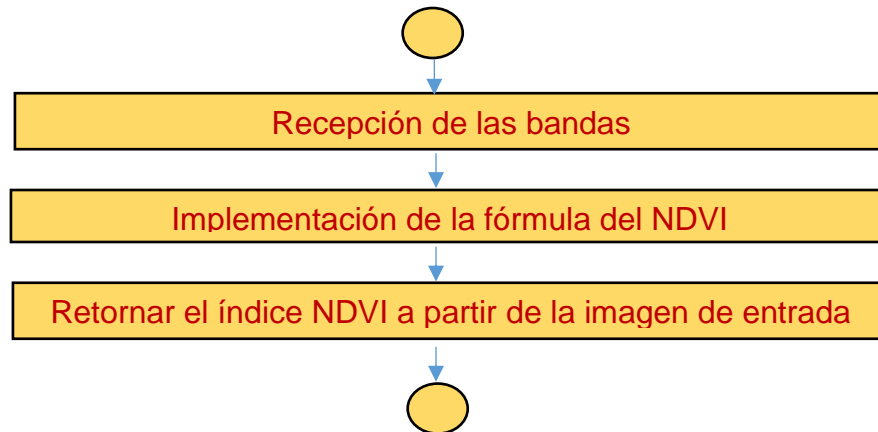 Recepción de las bandas
Implementación de la fórmula del NDVI
Retornar el índice NDVI a partir de la imagen de entrada